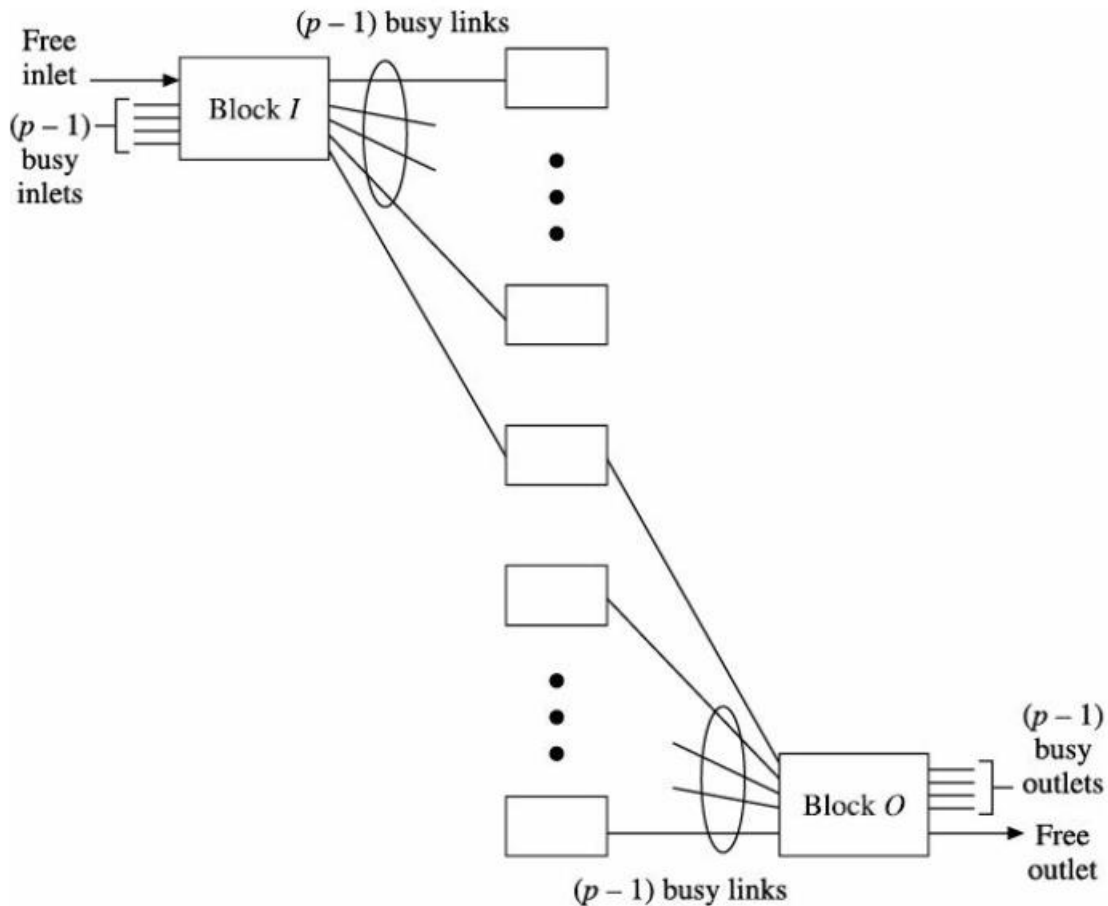 (p – 1) busy links
Free
inlet
Block I
(p – 1)
busy
inlets
(p – 1)
busy
outlets
Block O
Free
outlet
(p – 1) busy links